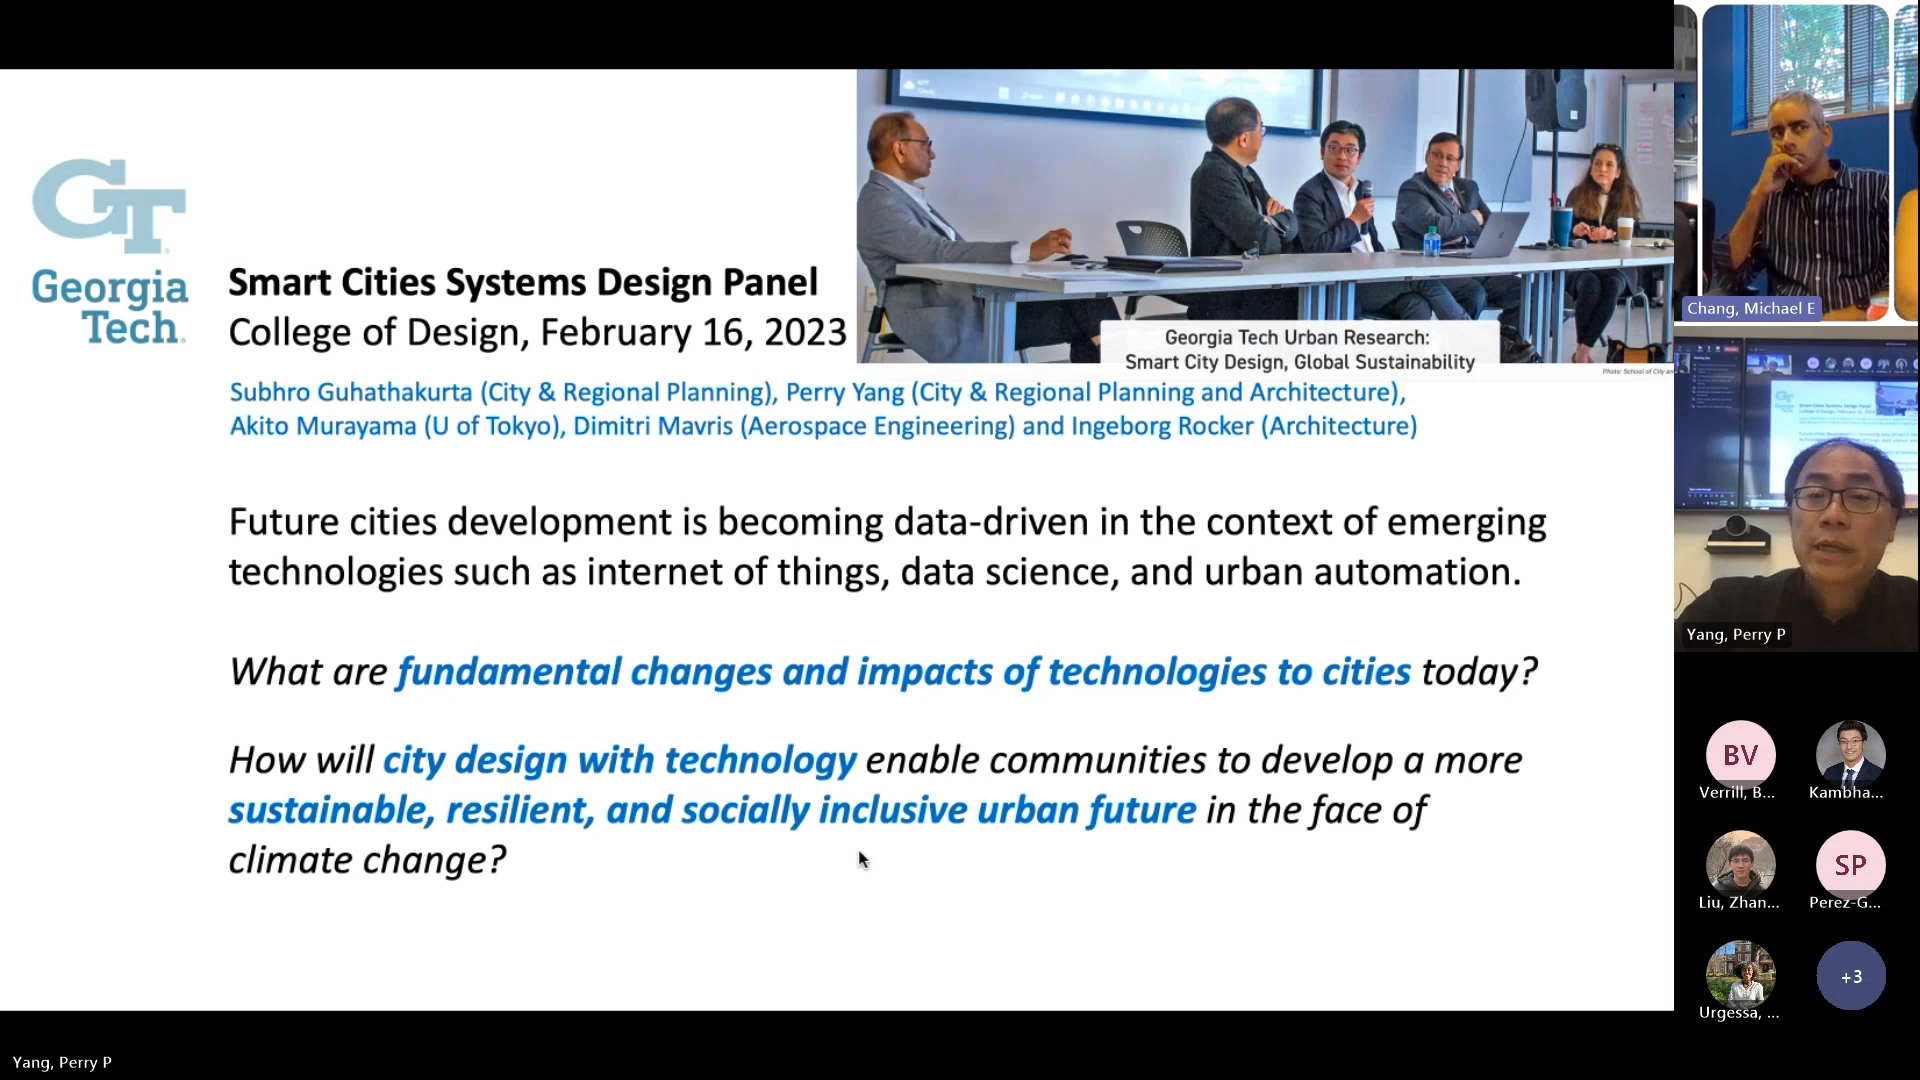 GT
Georgia
Tech
Smart Cities Systems Design Panel
College of Design, February 16, 2023
Georgia Tech Urban Research:
Smart City Design, Global Sustainability
Photo: School of City an
Subhro Guhathakurta (City & Regional Planning), Perry Yang (City & Regional Planning and Architecture),
Akito Murayama (U of Tokyo), Dimitri Mavris (Aerospace Engineering) and Ingeborg Rocker (Architecture)
Future cities development is becoming data-driven in the context of emerging
technologies such as internet of things, data science, and urban automation.
What are fundamental changes and impacts of technologies to cities today?
How will city design with technology enable communities to develop a more
sustainable, resilient, and socially inclusive urban future in the face of
climate change?
Chang, Michael E
Yang, Perry P
BV
Verrill, B...
Kambha...
Liu, Zhan...
SP
Perez-G...
Urgessa, ...
+3
Yang, Perry P